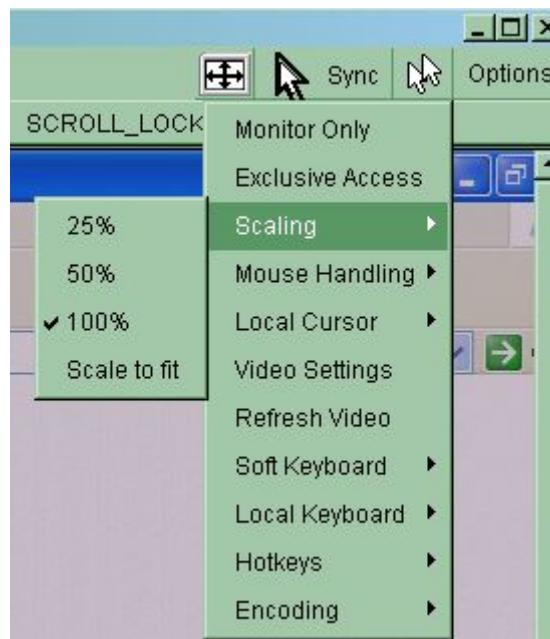 Sync Options
SCROLL_LOCK
Monitor Only
Exclusive Access
Scaling
Mouse Handling
Local Cursor
Video Settings
Refresh Video
Soft Keyboard
Local Keyboard
Hotkeys
Encoding
25%
50%
100%
Scale to fit